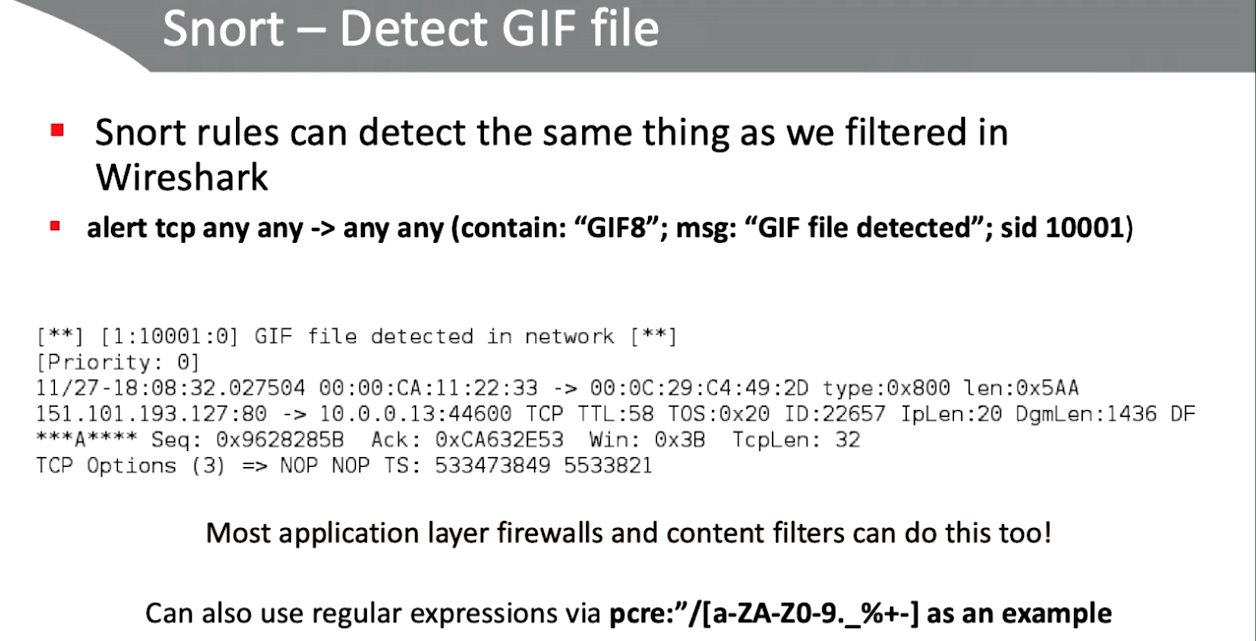 Snort – Detect GIF file
Snort rules can detect the same thing as we filtered in
Wireshark
alert tcp any any -> any any (contain: “GIF8”; msg: “GIF file detected”; sid 10001)
[**] [1:10001:0] GIF file detected in network [**]
[Priority: 0]
11/27-18:08:32.027504 00:00:CA:11:22:33 -> 00:0C:29:C4:49:2D type:0x800 len:0x5AA
151.101.193.127:80 -> 10.0.0.13:44600 TCP TTL:58 TOS:0x20 ID:22657 IpLen:20 DgmLen:1436 DF
***A**** Seq: 0x9628285B  Ack: 0xCA632E53  Win: 0x3B  TcpLen: 32
TCP Options (3) => NOP NOP TS: 533473849 5533821
Most application layer firewalls and content filters can do this too!
Can also use regular expressions via pcre:”/[a-ZA-Z0-9._%+-] as an example